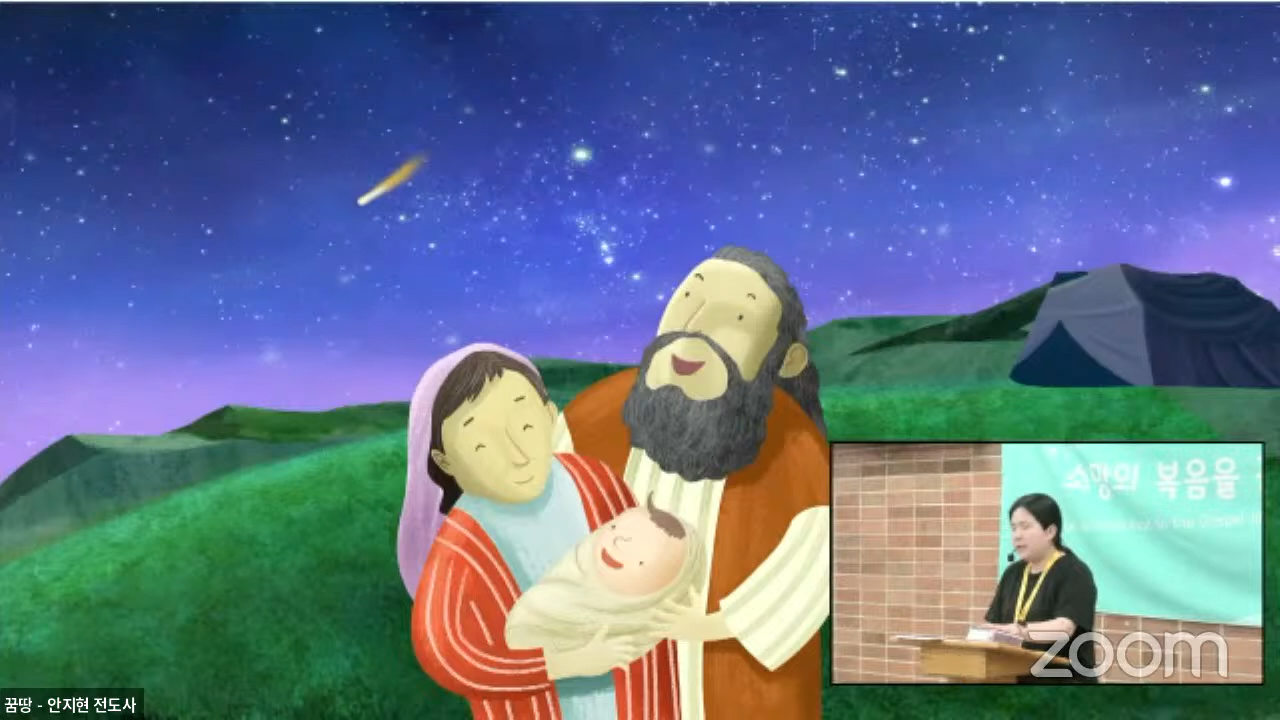 소망의 복음을
zoom
꿈땅 - 안지현 전도사